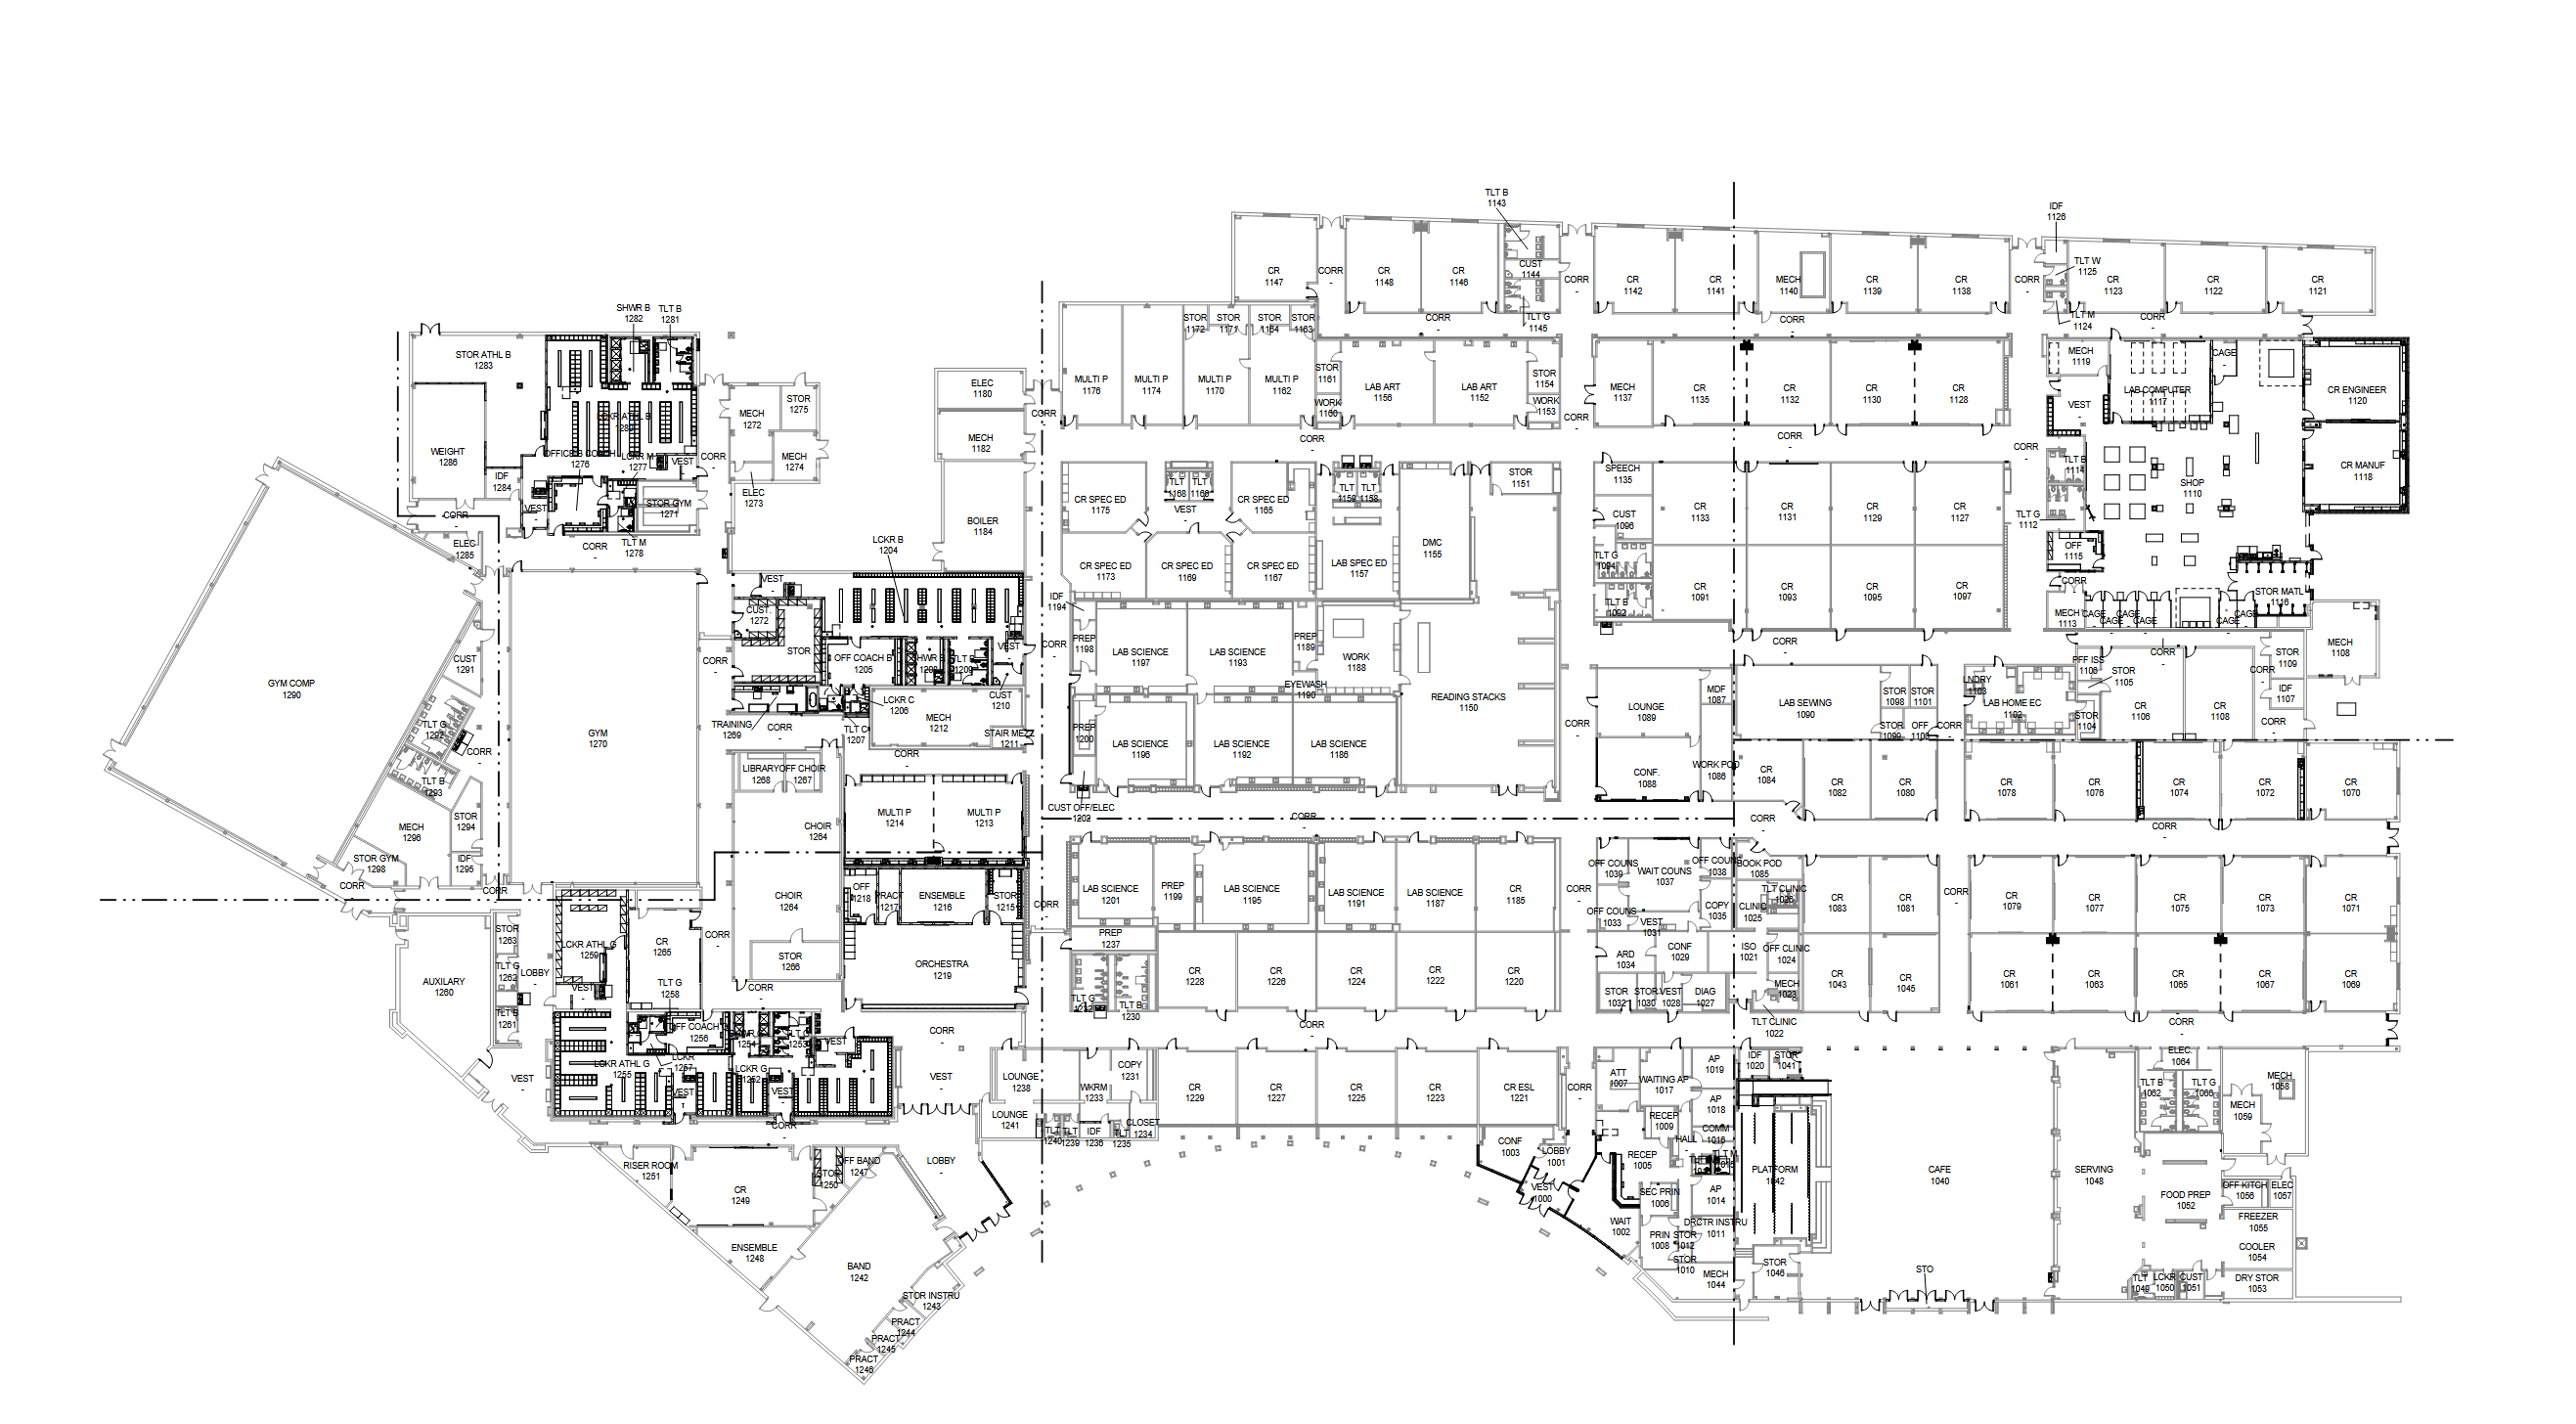 TLT B
1143
IDF
1126
CR
1147
CORR
-
CR
1148
CR
1146
CUST
1144
TLT G
1145
CORR
-
CORR
-
CR
1142
CR
1141
MECH
1140
CR
1139
CR
1138
CORR
-
CORR
-
TLT W
1125
TLT M
1124
CR
1123
CR
1122
CR
1121
CORR
-
SHWR B
1282
TLT B
1281
STOR ATHL B
1283
LCKR ATHL B
WEIGHT
1286
OFFICE B COACH
1276
LCKR M
1277
VEST
-
IDF
1284
VEST
-
STOR GYM
1271
TLT M
1278
CORR
-
CORR
-
CORR
-
ELEC
1285
MECH
1272
STOR
1275
MECH
1274
ELEC
1273
ELEC
1180
MECH
1182
BOILER
1184
CORR
-
MULTI P
1176
MULTI P
1174
STOR
1172
STOR
1171
STOR
1164
STOR
1163
MULTI P
1170
MULTI P
1162
STOR
1161
WORK
1160
LAB ART
1156
LAB ART
1152
STOR
1154
WORK
1153
CORR
-
CORR
-
MECH
1137
CR
1135
CR
1132
CR
1130
CR
1128
CORR
-
CORR
-
MECH
1119
VEST
-
LAB COMPUTER
1117
CAGE
-
CR ENGINEER
1120
CR MANUF
1118
SHOP
1110
TLT B
1114
TLT G
1112
OFF
1115
CORR
-
MECH
1113
CAGE
-
CAGE
-
CAGE
-
CAGE
-
CAGE
-
STOR MATL
1116
CR SPEC ED
1175
TLT
1168
TLT
1166
VEST
-
CR SPEC ED
1165
TLT
1159
TLT
1158
STOR
1151
DMC
1155
CR SPEC ED
1173
CR SPEC ED
1169
CR SPEC ED
1167
LAB SPEC ED
1157
SPEECH
1135
CUST
1096
TLT G
1094
TLT B
1092
CR
1133
CR
1131
CR
1129
CR
1127
CR
1091
CR
1093
CR
1095
CR
1097
CORR
-
GYM COMP
1290
CUST
1291
TLT G
1292
TLT B
1293
CORR
-
MECH
1296
STOR
1294
IDF
1295
STOR GYM
1298
CORR
-
CORR
-
GYM
1270
LCKR B
1204
VEST
-
CUST.
1272
STOR
CORR
-
OFF COACH B
1205
SHWR B
1208
TLT B
1209
VEST
-
CUST
1210
LCKR C
1206
TLT C
1207
TRAINING
1269
CORR
-
MECH
1212
STAIR MEZZ
1211
CORR
-
CORR
-
IDF
1194
PREP
1198
LAB SCIENCE
1197
LAB SCIENCE
1193
PREP
1189
WORK
1188
EYEWASH
1190
READING STACKS
1150
PREP
1200
LAB SCIENCE
1196
LAB SCIENCE
1192
LAB SCIENCE
1186
CUST OFF/ELEC
1202
CORR
-
CORR
-
LOUNGE
1089
MDF
1087
CONF.
1088
WORK POD
1086
LAB SEWING
1090
STOR
1098
STOR
1101
STOR
1099
OFF
1103
CORR
-
LNDRY
1103
LAB HOME EC
1102
PFF ISS
1100
STOR
1105
STOR
1104
CORR
-
CR
1106
CR
1108
CORR
-
STOR
1109
IDF
1107
CORR
-
MECH
1108
CR
1084
CR
1082
CR
1080
CR
1078
CR
1076
CR
1074
CR
1072
CR
1070
CORR
-
CORR
-
LIBRARY
1268
OFF CHOIR
1267
CHOIR
1264
MULTI P
1214
MULTI P
1213
CHOIR
1264
STOR
1266
OFF
1218
PRACT
1217
ENSEMBLE
1216
STOR
1215
ORCHESTRA
1219
CORR
-
CORR
-
CORR
-
LAB SCIENCE
1201
PREP
1199
LAB SCIENCE
1195
LAB SCIENCE
1191
LAB SCIENCE
1187
CR
1185
CORR
-
PREP
1237
TLT G
1232
TLT B
1230
CR
1228
CR
1226
CR
1224
CR
1222
CR
1220
CORR
-
OFF COUNS
1039
WAIT COUNS
1037
OFF COUNS
1038
BOOK POD
1085
TLT CLINIC
1026
CLINIC
1025
OFF COUNS
1033
VEST
1031
COPY
1035
ARD
1034
CONF
1029
ISO
1021
OFF CLINIC
1024
MECH
1023
TLT CLINIC
1022
STOR
1032
STOR
1030
VEST
1028
DIAG
1027
CR
1083
CR
1081
CORR
-
CR
1079
CR
1077
CR
1075
CR
1073
CR
1071
CR
1043
CR
1045
CR
1061
CR
1063
CR
1065
CR
1067
CR
1069
CORR
-
AUXILARY
1260
STOR
1263
TLT G
1262
TLT B
1261
LOBBY
-
LCKR ATHL G
1259
VEST
-
CR
1265
TLT G
1258
OFF COACH
1256
LCKR
1257
LCKR ATHL G
1255
1254
TLT G
1253
LCKR G
1252
VEST
-
VEST
-
VEST
-
VEST
-
CORR
-
CORR
-
VEST
-
LOUNGE
1238
LOUNGE
1241
WKRM
1233
COPY
1231
TLT
1240
TLT
1239
IDF
1236
TLT
1235
CLOSET
1234
CR
1229
CR
1227
CR
1225
CR
1223
CR ESL
1221
CORR
-
RISER ROOM
1251
CR
1249
STOR
1250
OFF BAND
1247
LOBBY
-
ENSEMBLE
1248
BAND
1242
STOR INSTRU
1243
PRACT
1244
PRACT
1245
PRACT
1246
CONF
1003
LOBBY
1001
VEST
1000
WAIT
1002
ATT
1007
WAITING AP
1017
AP
1019
AP
1018
RECEP
1009
COMM
1016
HALL
-
TLT M
1015
RECEP
1005
SEC PRIN
1006
AP
1014
DRCTR INSTRU
1011
PRIN
1008
STOR
1012
STOR
1010
MECH
1044
IDF
1020
STOR
1041
PLATFORM
1042
STOR
1046
CAFE
1040
STO
SERVING
1048
ELEC
1064
TLT B
1062
TLT G
1066
MECH
1058
MECH
1059
FOOD PREP
1052
OFF KITCH
1056
ELEC
1057
FREEZER
1055
COOLER
1054
DRY STOR
1053
TLT
1049
LCKR
1050
CUST
1051